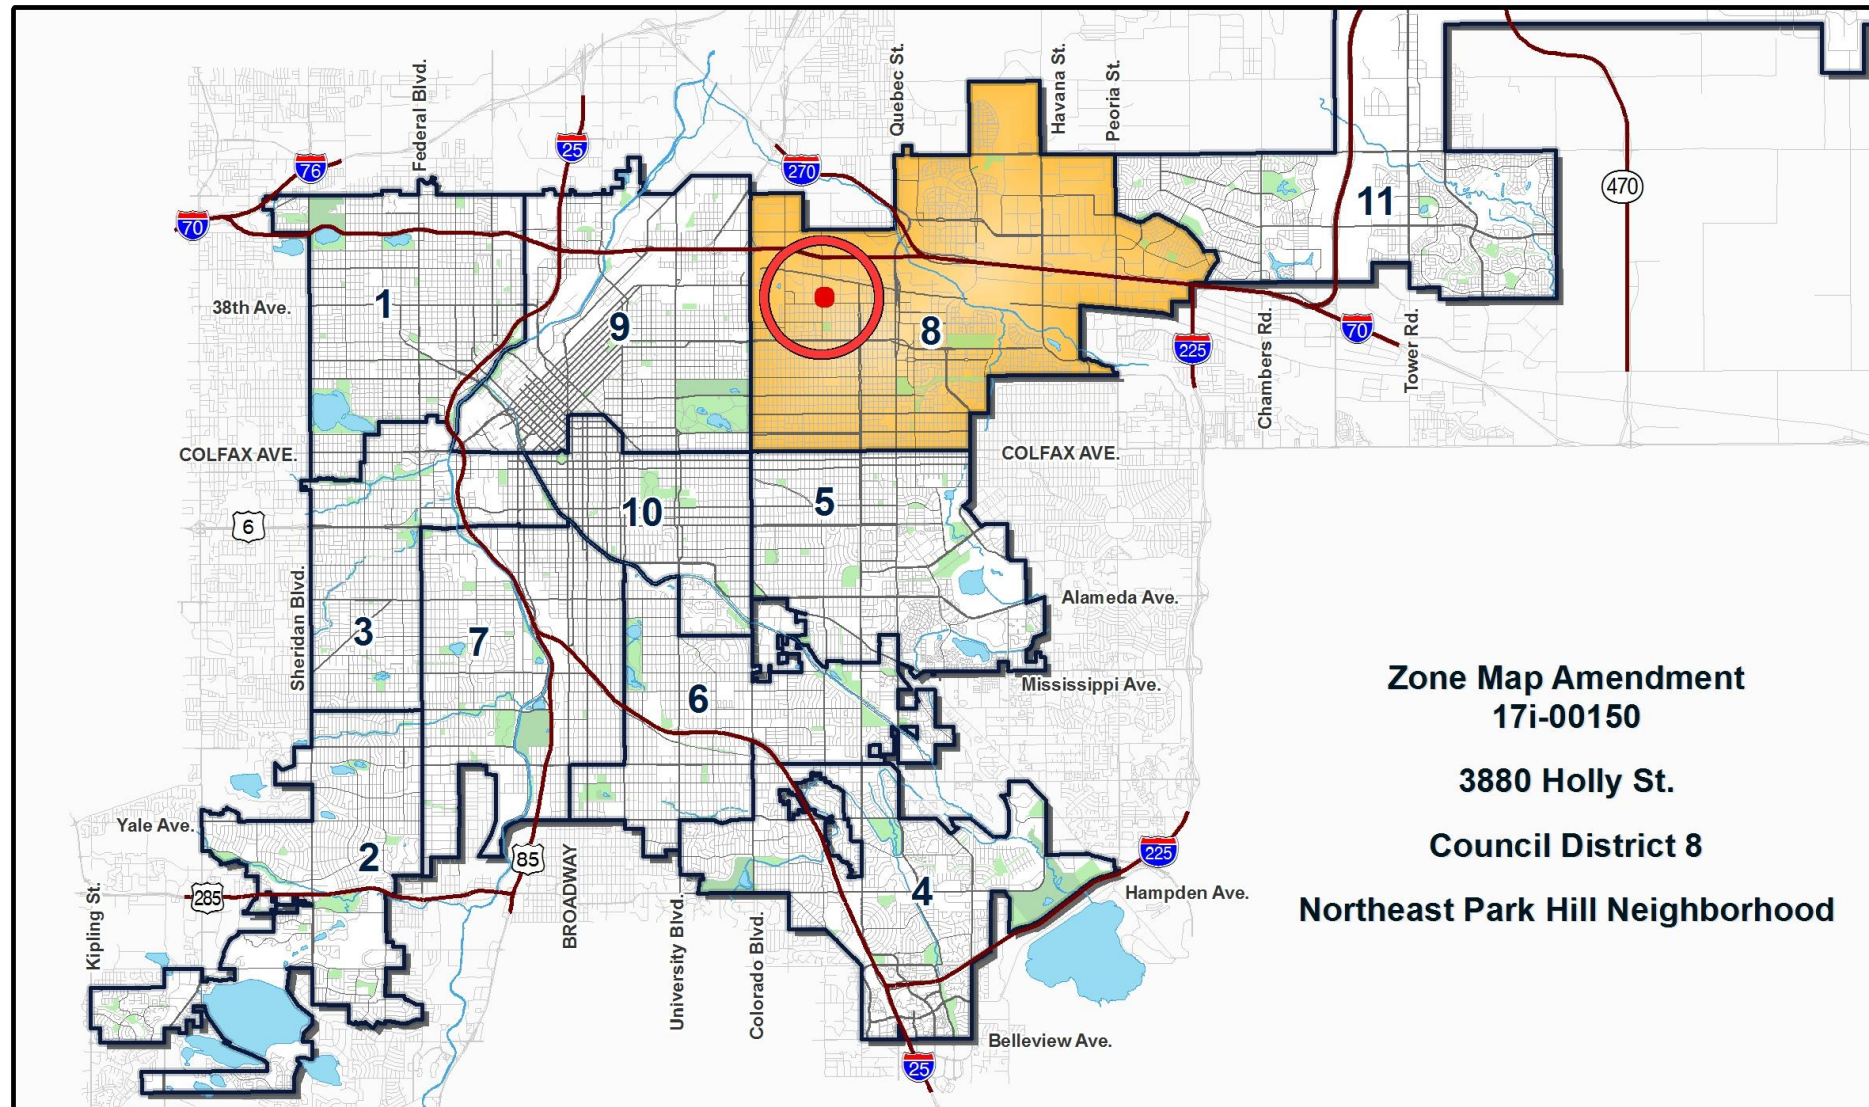 Federal Blvd.
Quebec St.
Havana St.
Peoria St.
25
76
270
70
470
11
38th Ave.
1
9
8
225
70
Chambers Rd.
Tower Rd.
COLFAX AVE.
COLFAX AVE.
6
10
5
Sheridan Blvd.
3
7
Alameda Ave.
Mississippi Ave.
6
Zone Map Amendment
17i-00150
3880 Holly St.
Council District 8
Northeast Park Hill Neighborhood
Yale Ave.
2
85
225
285
4
Hampden Ave.
Kipling St.
BROADWAY
University Blvd.
Colorado Blvd.
Belleview Ave.
25